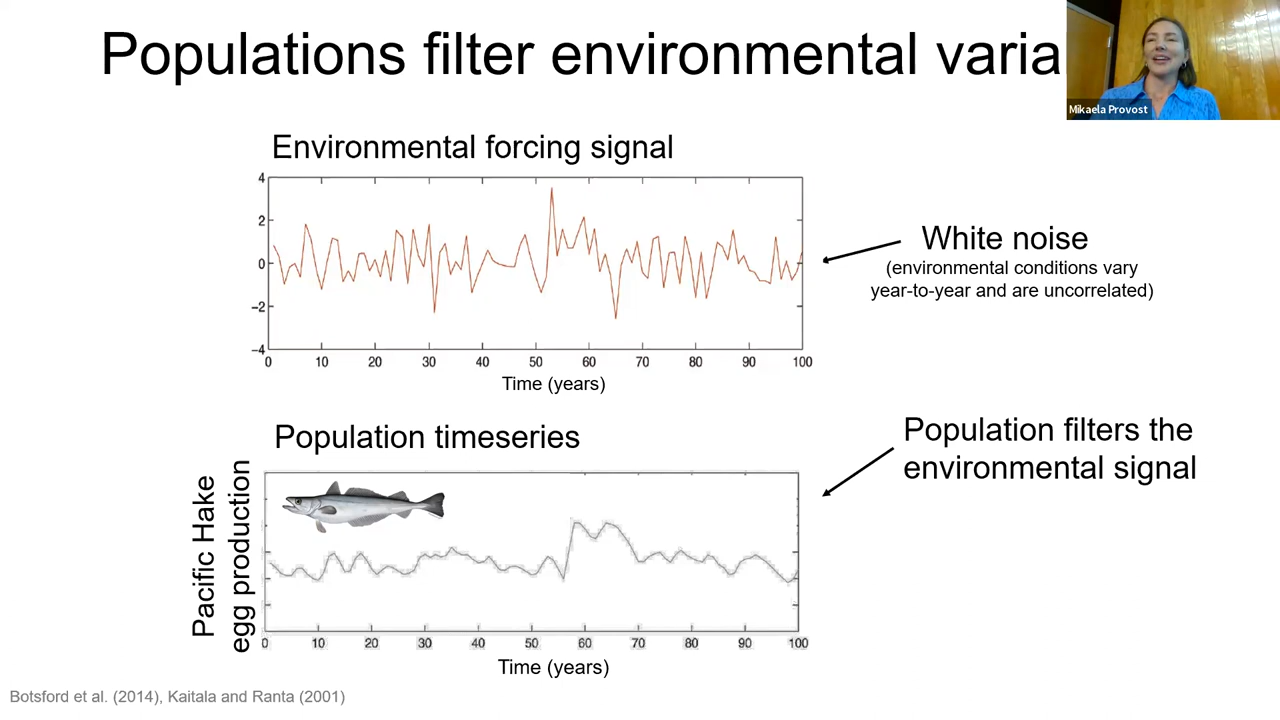 Populations filter environmental varia
Mikaela Provost
Environmental forcing signal
4
2
0
−2
−4
0 10 20 30 40 50 60 70 80 90 100
Time (years)
White noise
(environmental conditions vary
year-to-year and are uncorrelated)
Population timeseries
Pacific Hake
egg production
0 10 20 30 40 50 60 70 80 90 100
Time (years)
Population filters the
environmental signal
Botsford et al. (2014), Kaitala and Ranta (2001)